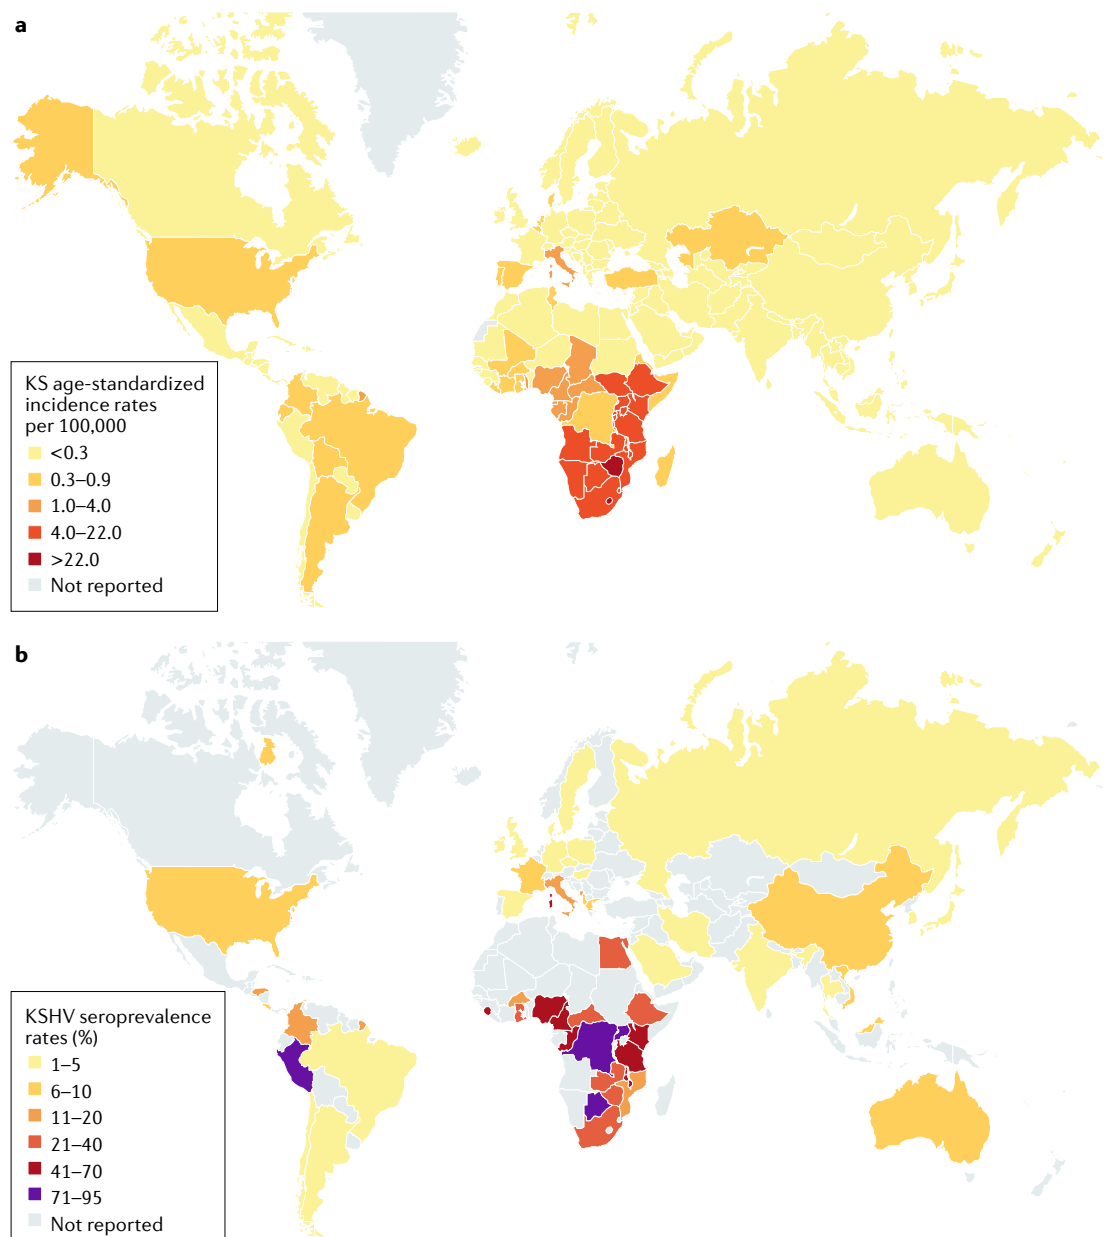 a
KS age-standardized
incidence rates
per 100,000
<0.3
0.3–0.9
1.0–4.0
4.0–22.0
>22.0
Not reported
b
KSHV seroprevalence
rates (%)
1–5
6–10
11–20
21–40
41–70
71–95
Not reported